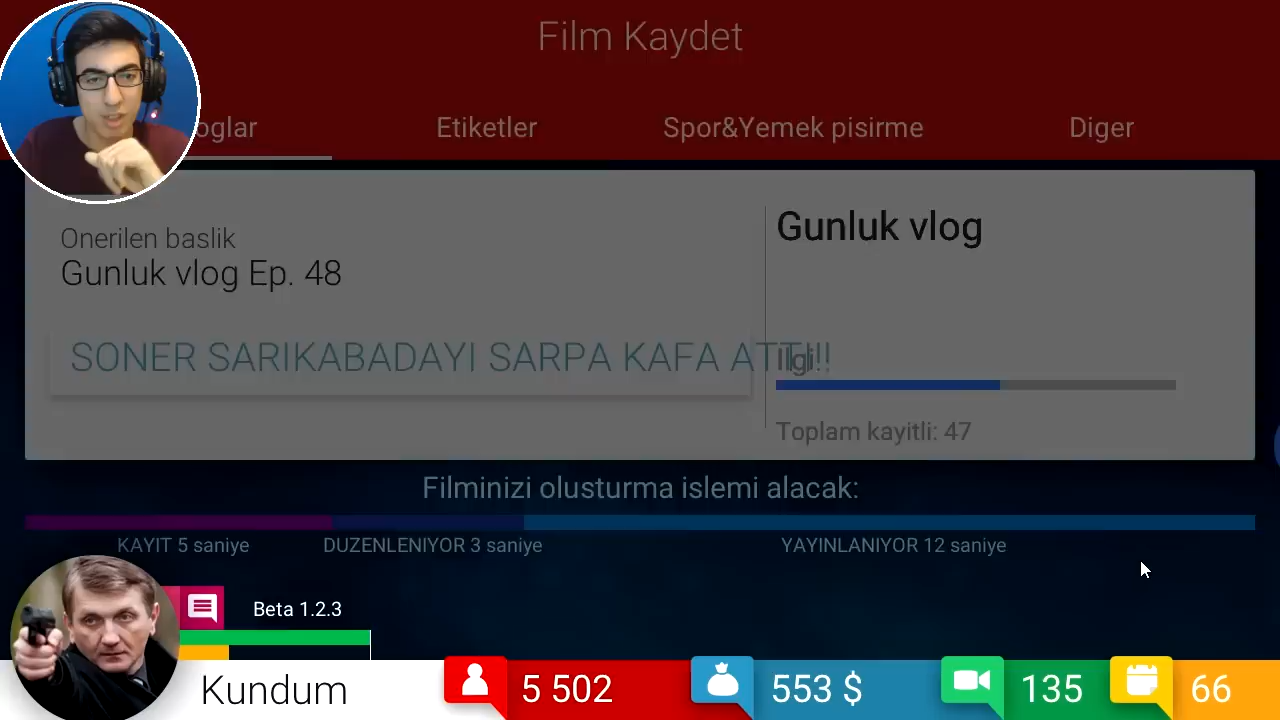 Film Kaydet
oglar
Etiketler
Spor&Yemek pisirme
Diger
Onerilen baslik
Gunluk vlog Ep. 48
SONER SARIKABADAYI SARPA KAFA ATTI!!!
Gunluk vlog
Ilgi
Toplam kayitli: 47
Filminizi olusturma islemi alacak:
KAYIT 5 saniye
DUZENLENIYOR 3 saniye
YAYINLANIYOR 12 saniye
Beta 1.2.3
Kundum
5 502
553 $
135
66